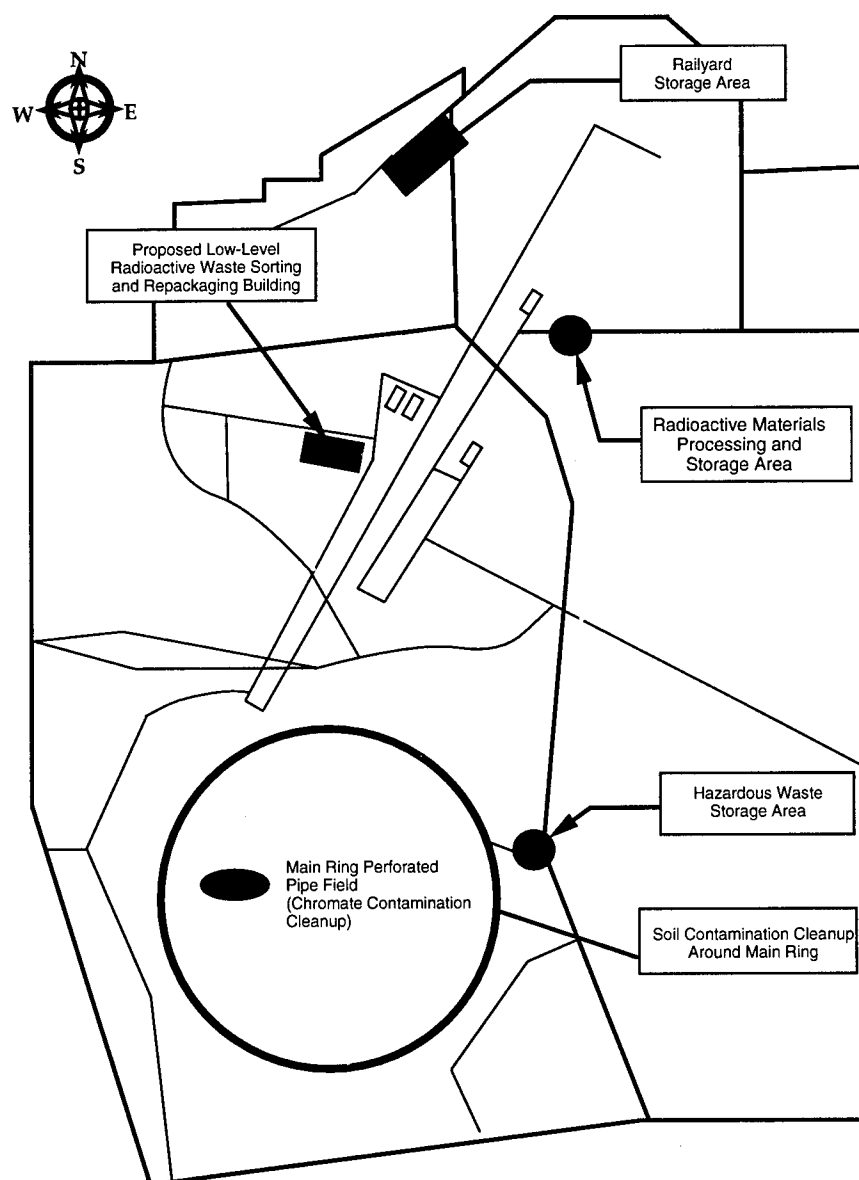 N
W E
S
Railyard
Storage Area
Proposed Low-Level
Radioactive Waste Sorting
and Repackaging Building
Radioactive Materials
Processing and
Storage Area
Hazardous Waste
Storage Area
Main Ring Perforated
Pipe Field
(Chromate Contamination
Cleanup)
Soil Contamination Cleanup
Around Main Ring